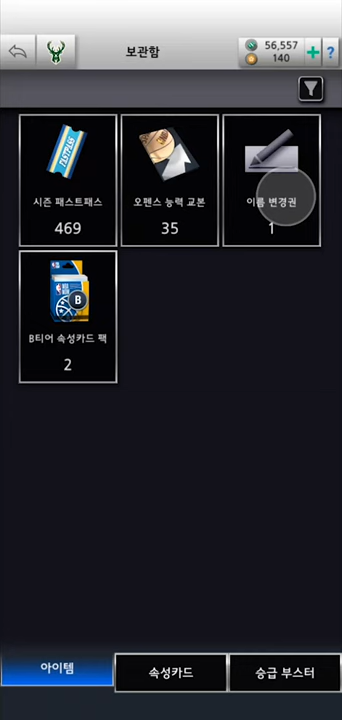 보관함
56,557
140
+
?
시즌 패스트패스
469
오펜스 능력 교본
35
이름 변경권
1
FASTPASS
B
B티어 속성카드 팩
2
아이템
속성카드
승급 부스터